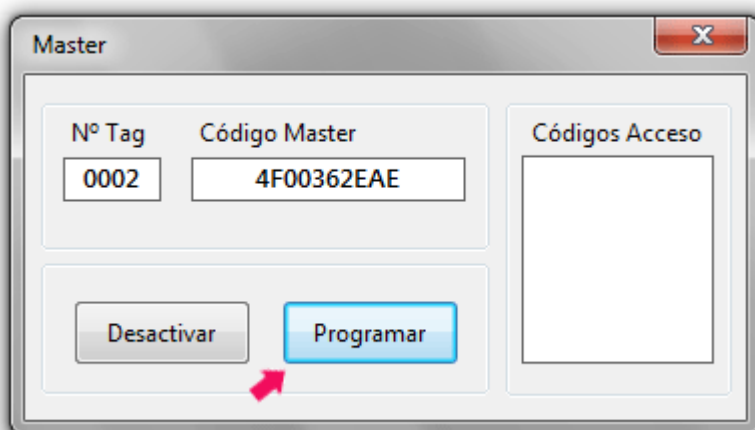 Master
Nº Tag
Código Master
Códigos Acceso
0002
4F00362EAE
Desactivar
Programar